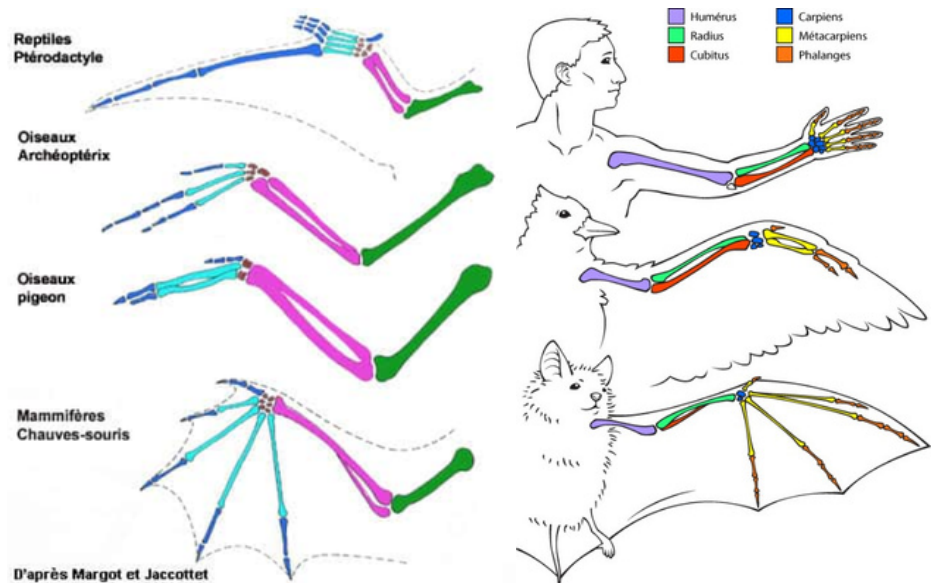 Reptiles
Ptérodactyle
Oiseaux
Archéoptérix
Oiseaux
pigeon
Mammifères
Chauves-souris
D'après Margot et Jaccottet
Humérus
Radius
Cubitus
Carpiens
Métacarpiens
Phalanges